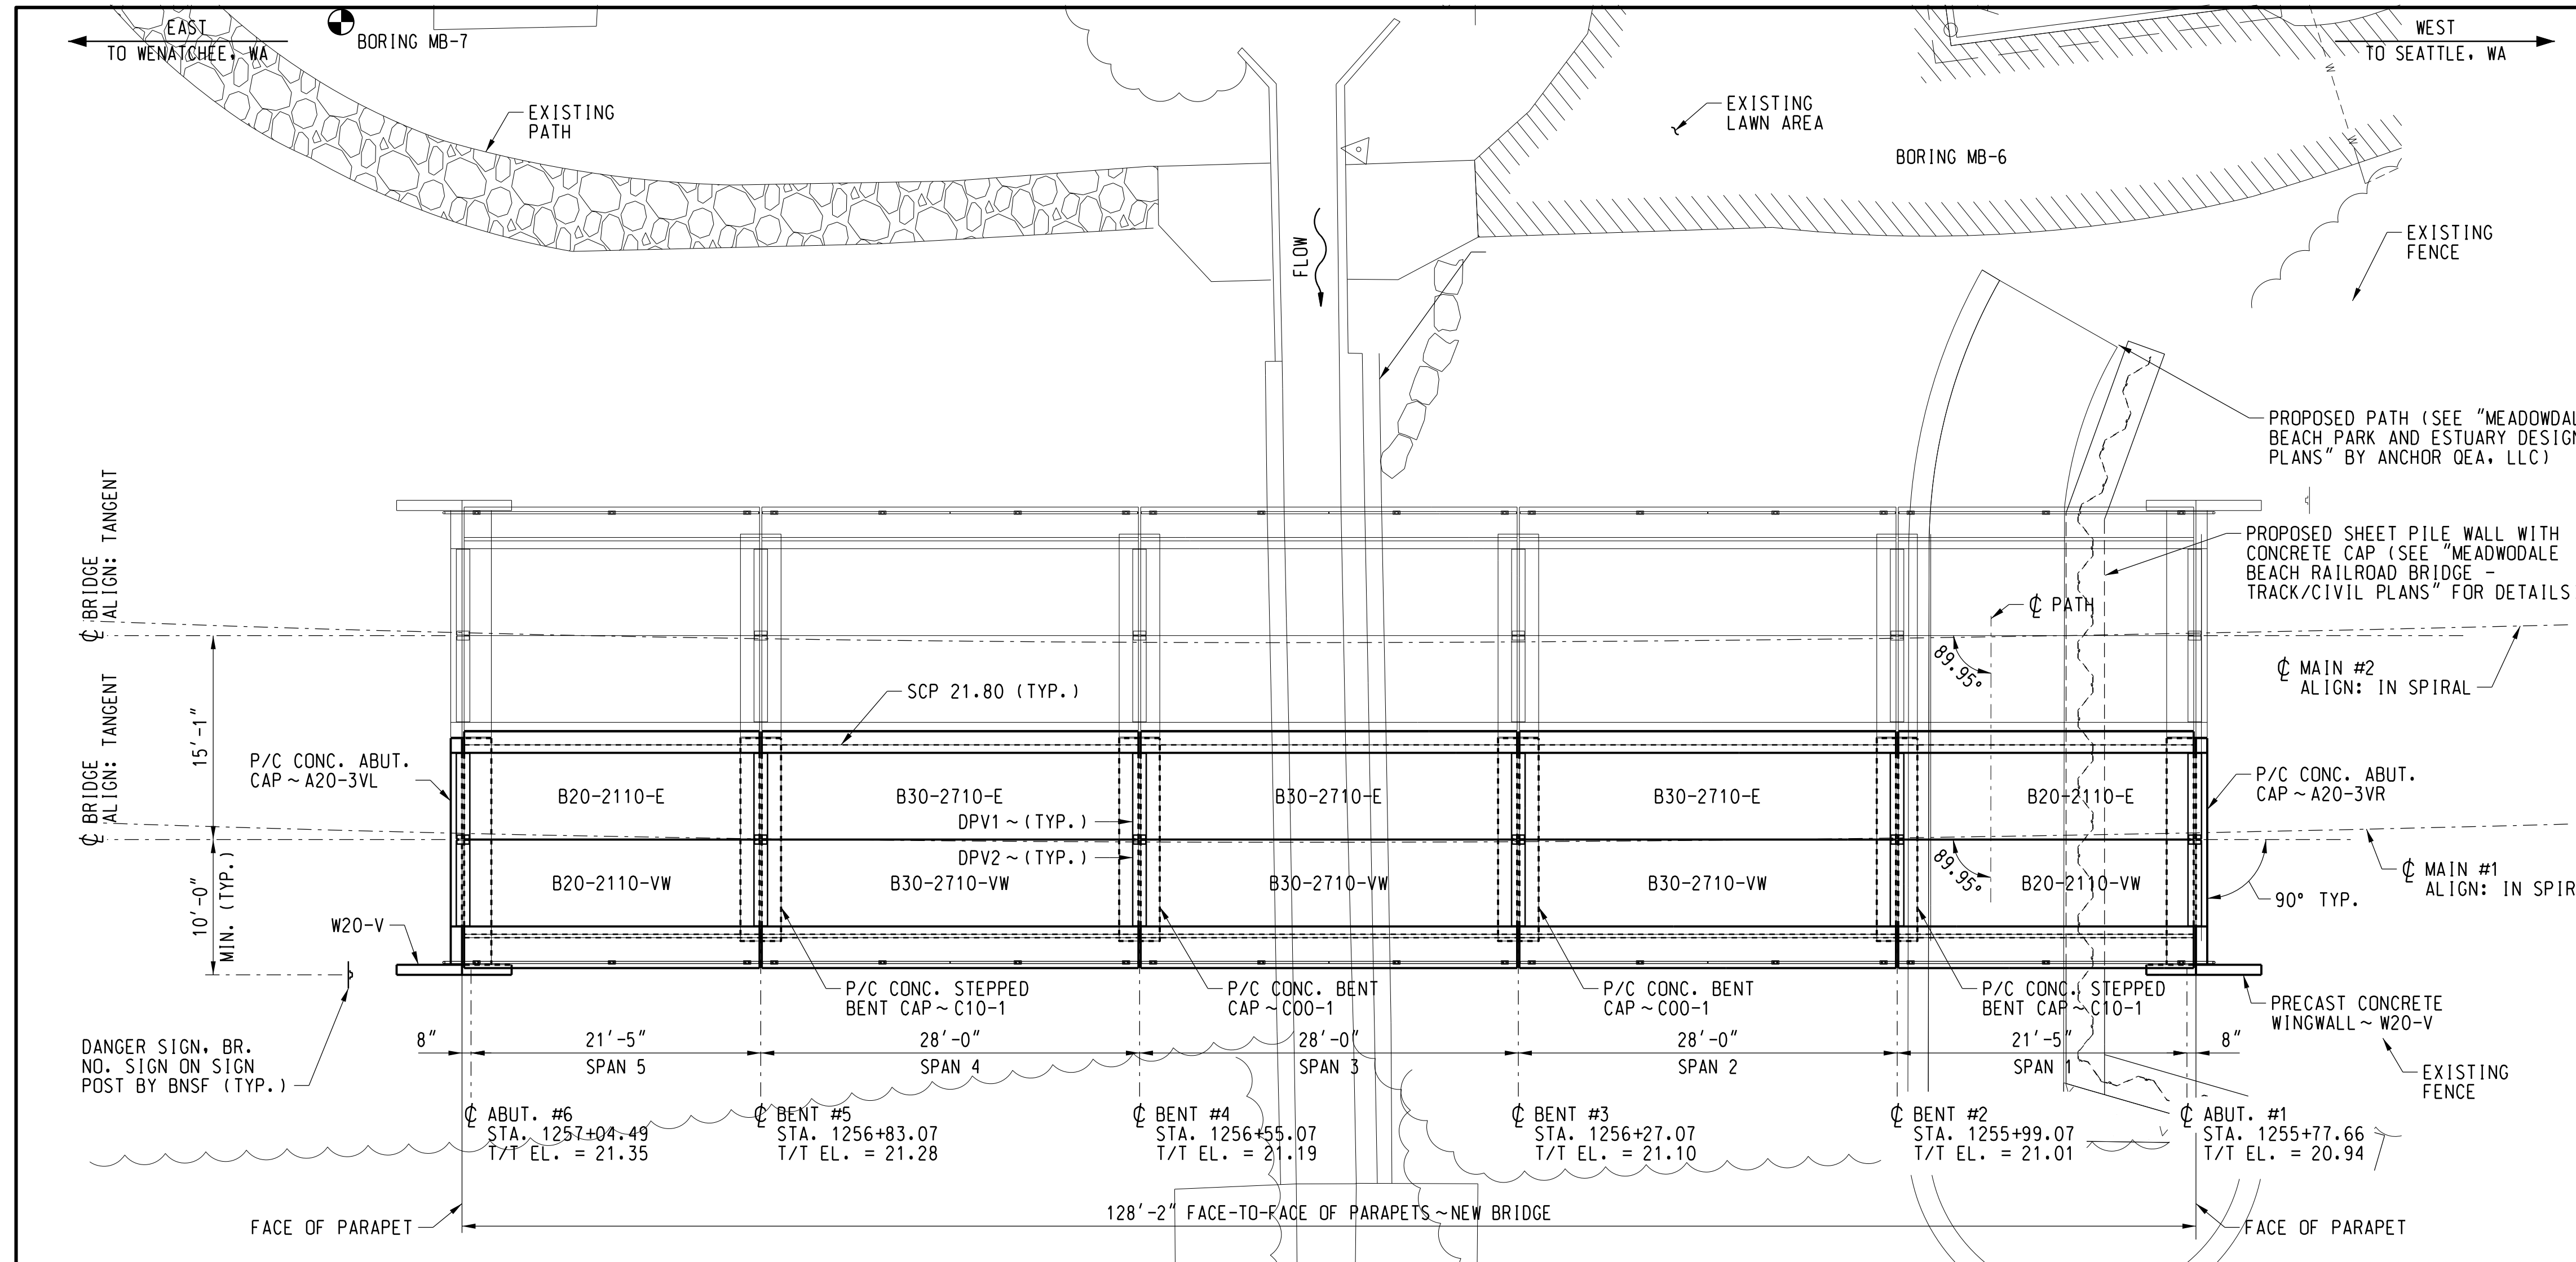 EAST
TO WENATCHEE, WA
BORING MB-7
WEST
TO SEATTLE, WA
EXISTING
PATH
EXISTING
LAWN AREA
BORING MB-6
EXISTING
FENCE
FLOW
PROPOSED PATH (SEE "MEADOWDAL
BEACH PARK AND ESTUARY DESIGN
PLANS" BY ANCHOR QEA, LLC)
PROPOSED SHEET PILE WALL WITH
CONCRETE CAP (SEE "MEADWODALE
BEACH RAILROAD BRIDGE -
TRACK/CIVIL PLANS" FOR DETAILS
℄ BRIDGE
ALIGN: TANGENT
℄ PATH
89.95°
℄ MAIN #2
ALIGN: IN SPIRAL
15'-1"
SCP 21.80 (TYP.)
℄ BRIDGE
ALIGN: TANGENT
P/C CONC. ABUT.
CAP ~ A20-3VL
B20-2110-E
B30-2710-E
B30-2710-E
B30-2710-E
B20-2110-E
P/C CONC. ABUT.
CAP ~ A20-3VR
DPV1 ~ (TYP.)
DPV2 ~ (TYP.)
89.95°
℄ MAIN #1
ALIGN: IN SPIR
B20-2110-VW
B30-2710-VW
B30-2710-VW
B30-2710-VW
B20-2110-VW
90° TYP.
10'-0"
MIN. (TYP.)
W20-V
P/C CONC. STEPPED
BENT CAP ~ C10-1
P/C CONC. BENT
CAP ~ C00-1
P/C CONC. BENT
CAP ~ C00-1
P/C CONC. STEPPED
BENT CAP ~ C10-1
PRECAST CONCRETE
WINGWALL ~ W20-V
DANGER SIGN, BR.
NO. SIGN ON SIGN
POST BY BNSF (TYP.)
8"
21'-5"
28'-0"
28'-0"
28'-0"
21'-5"
8"
SPAN 5
SPAN 4
SPAN 3
SPAN 2
SPAN 1
EXISTING
FENCE
℄ ABUT. #6
STA. 1257+04.49
T/T EL. = 21.35
℄ BENT #5
STA. 1256+83.07
T/T EL. = 21.28
℄ BENT #4
STA. 1256+55.07
T/T EL. = 21.19
℄ BENT #3
STA. 1256+27.07
T/T EL. = 21.10
℄ BENT #2
STA. 1255+99.07
T/T EL. = 21.01
℄ ABUT. #1
STA. 1255+77.66
T/T EL. = 20.94
FACE OF PARAPET
128'-2" FACE-TO-FACE OF PARAPETS ~ NEW BRIDGE
FACE OF PARAPET
W
W